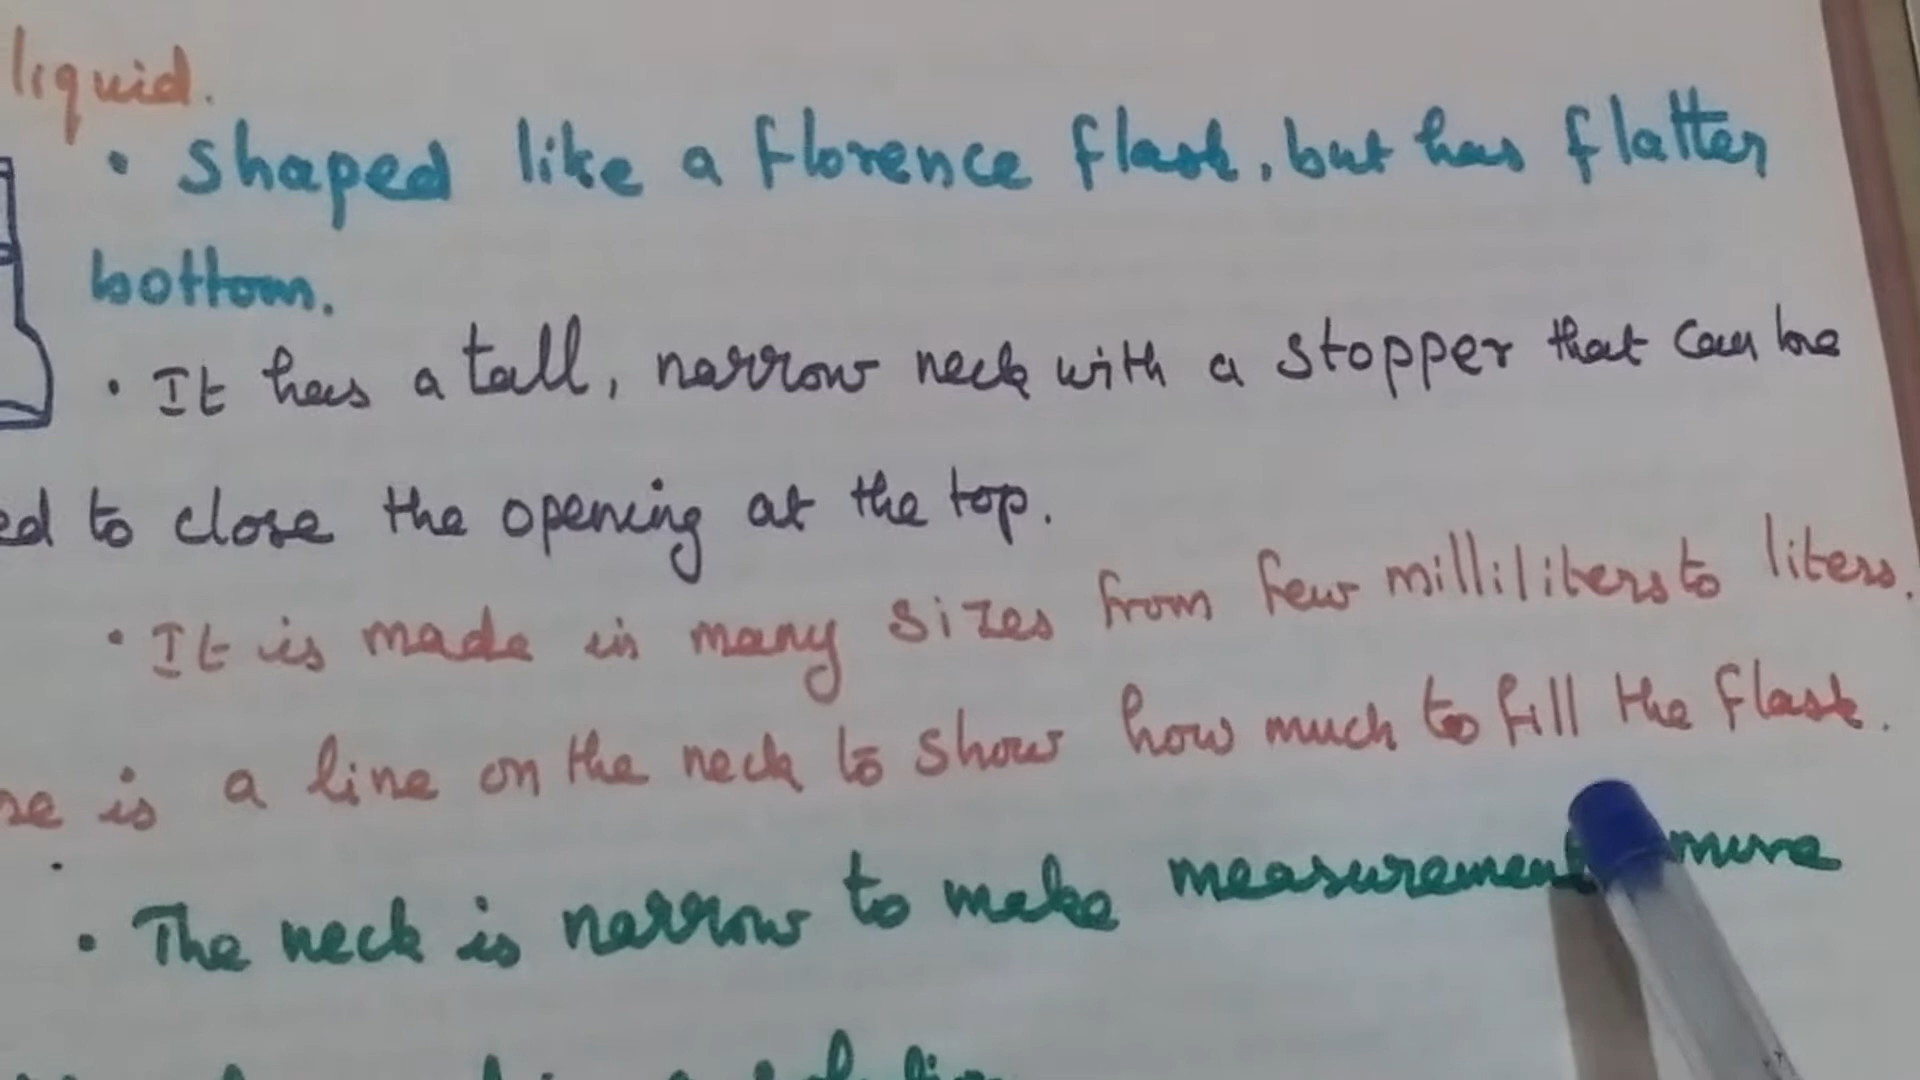 liquid.
• Shaped like a florence flask, but has flatter
bottom.
• It has a tall, narrow neck with a stopper that can be
ed to close the opening at the top.
• It is made in many sizes from few milliliters to liters.
re is a line on the neck to show how much to fill the flask.
• The neck is narrow to make measurement more